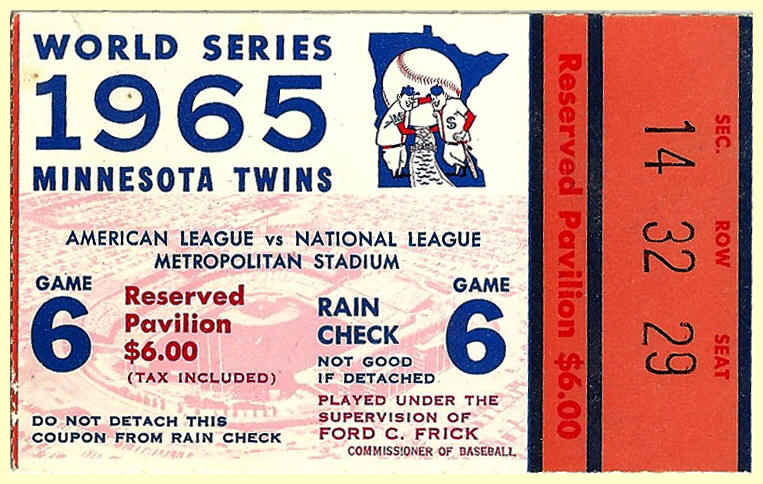 WORLD SERIES
1965
MINNESOTA TWINS
AMERICAN LEAGUE vs NATIONAL LEAGUE
METROPOLITAN STADIUM
GAME
6
Reserved
Pavilion
$6.00
(TAX INCLUDED)
RAIN
CHECK
NOT GOOD
IF DETACHED
GAME
6
DO NOT DETACH THIS
COUPON FROM RAIN CHECK
PLAYED UNDER THE
SUPERVISION OF
FORD C. FRICK
COMMISSIONER OF BASEBALL
Reserved Pavilion $6.00
SEC. ROW SEAT
14 32 29